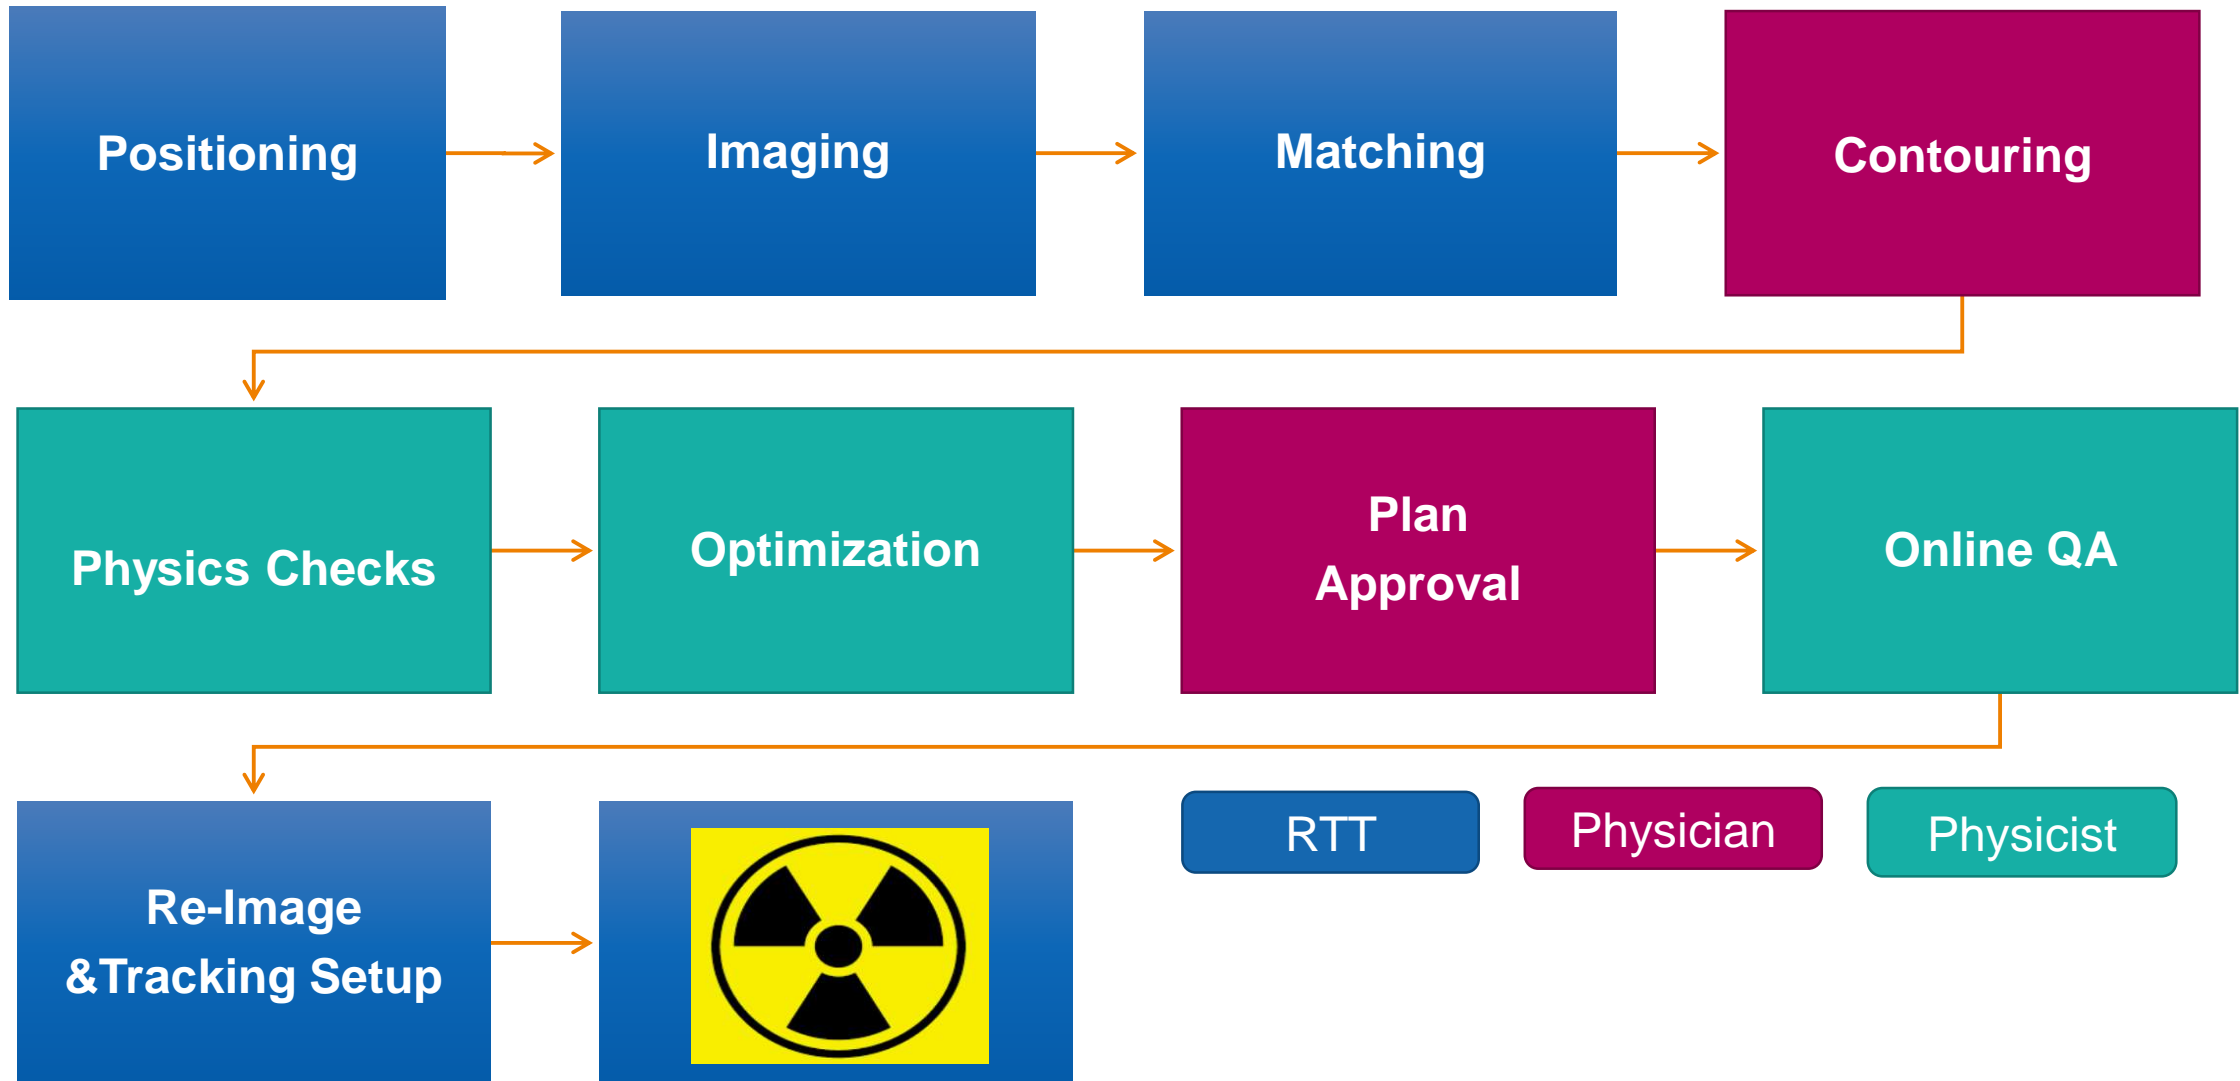 Positioning
Imaging
Matching
Contouring
Physics Checks
Optimization
Plan
Approval
Online QA
Re-Image
&Tracking Setup
RTT
Physician
Physicist